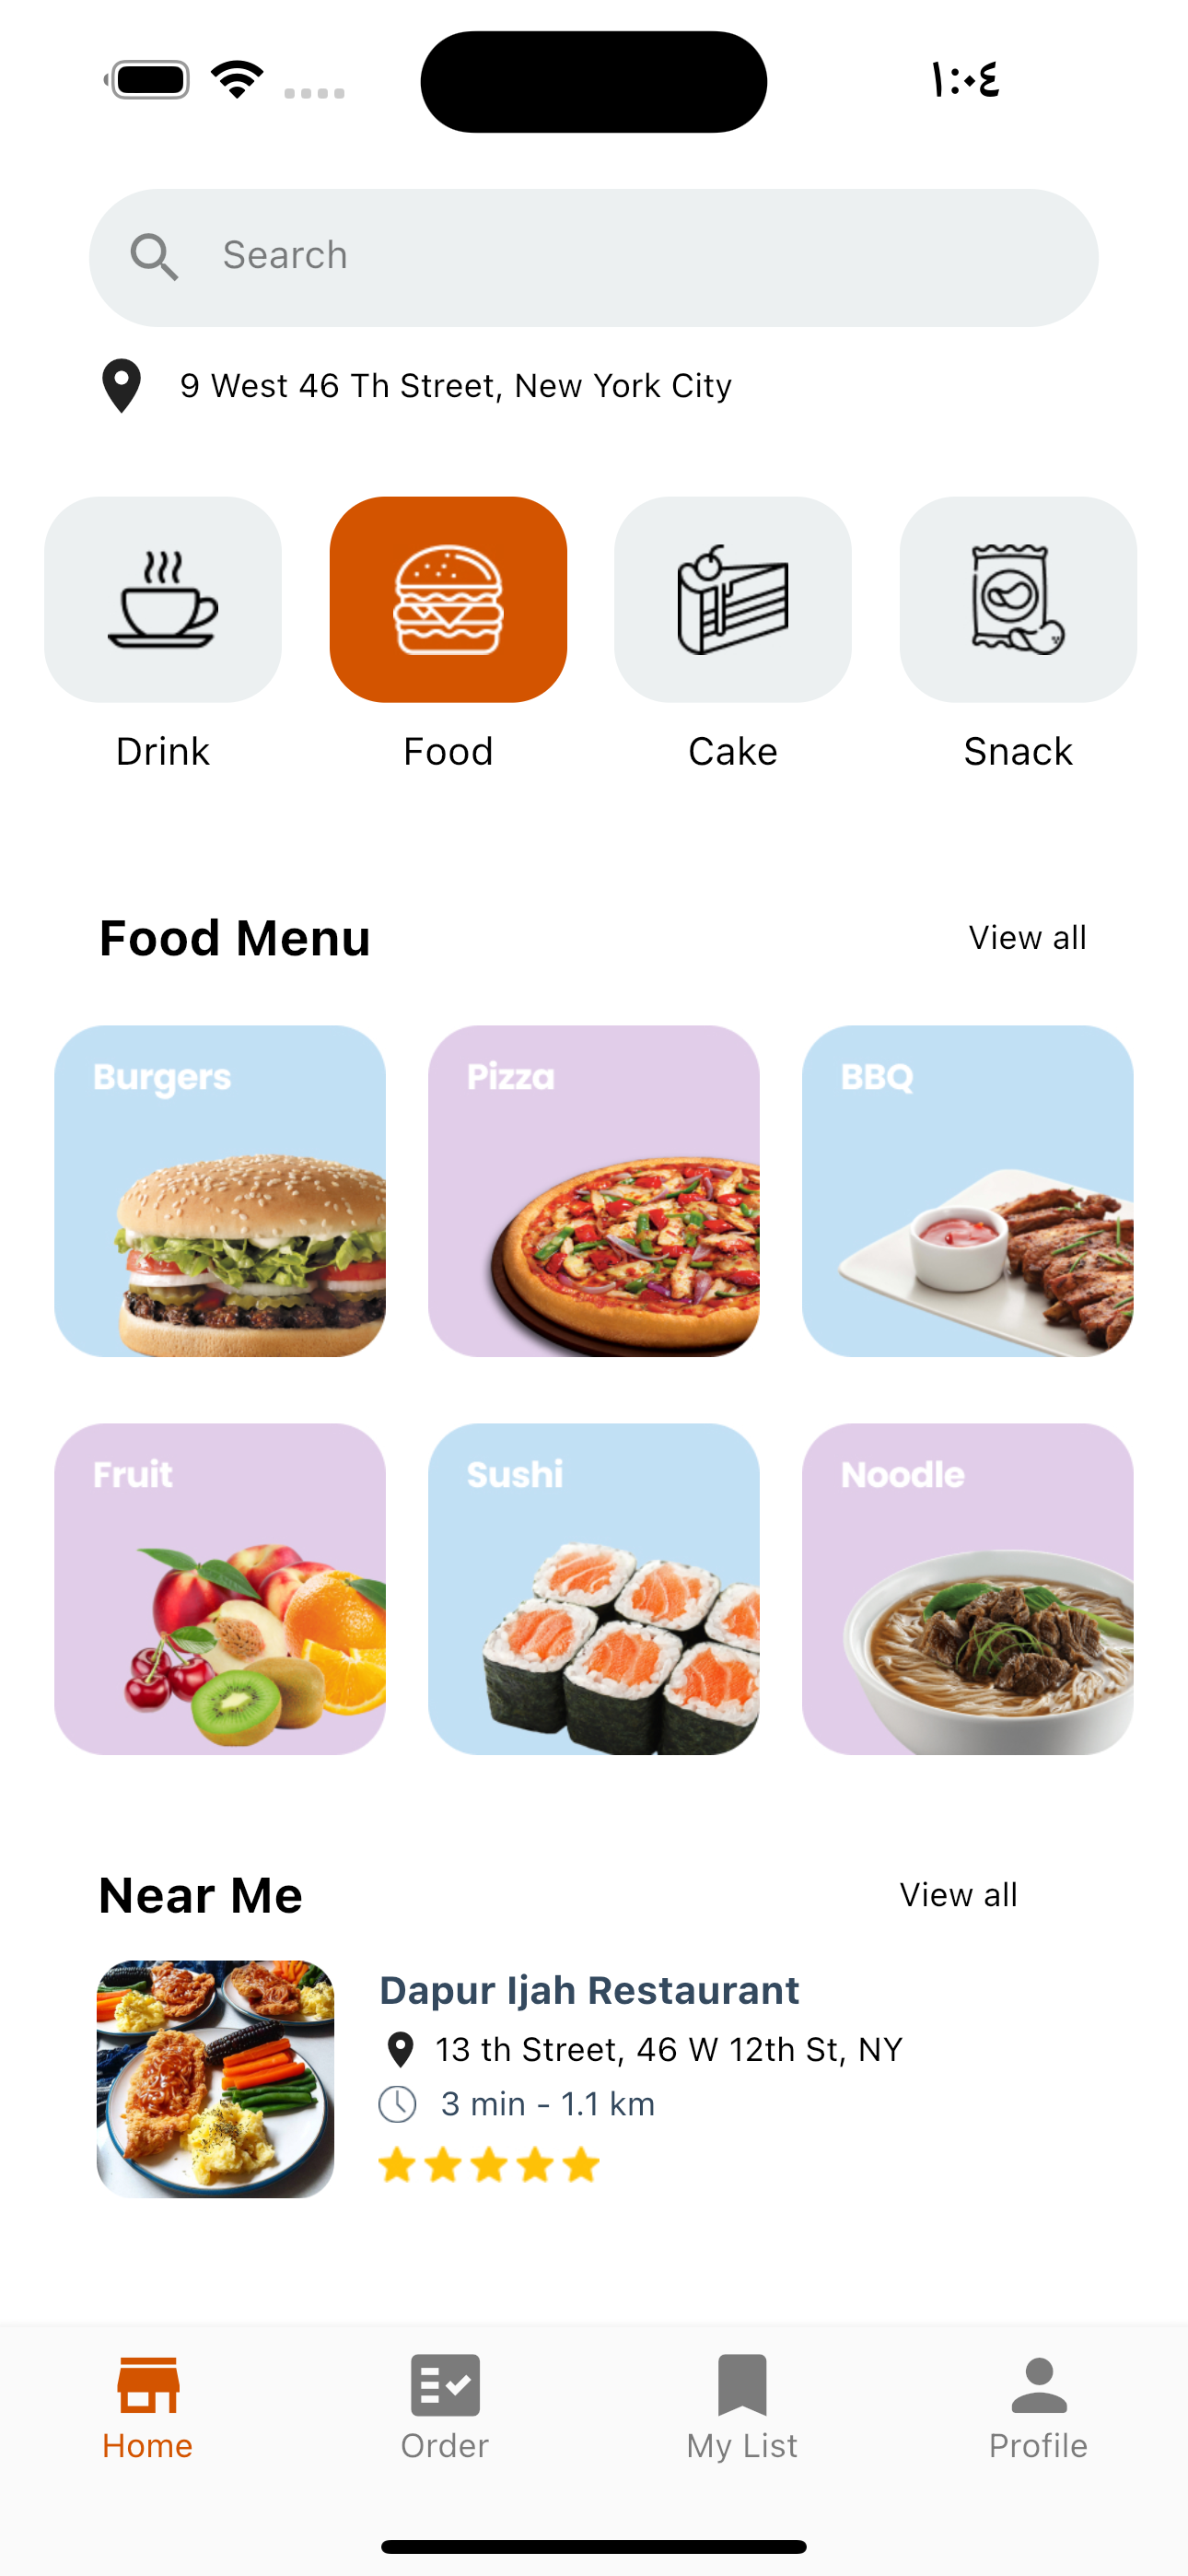 ١:٠٤
Search
9 West 46 Th Street, New York City
Drink
Food
Cake
Snack
Food Menu
View all
Burgers
Pizza
BBQ
Fruit
Sushi
Noodle
Near Me
View all
Dapur Ijah Restaurant
13 th Street, 46 W 12th St, NY
3 min - 1.1 km
Home
Order
My List
Profile